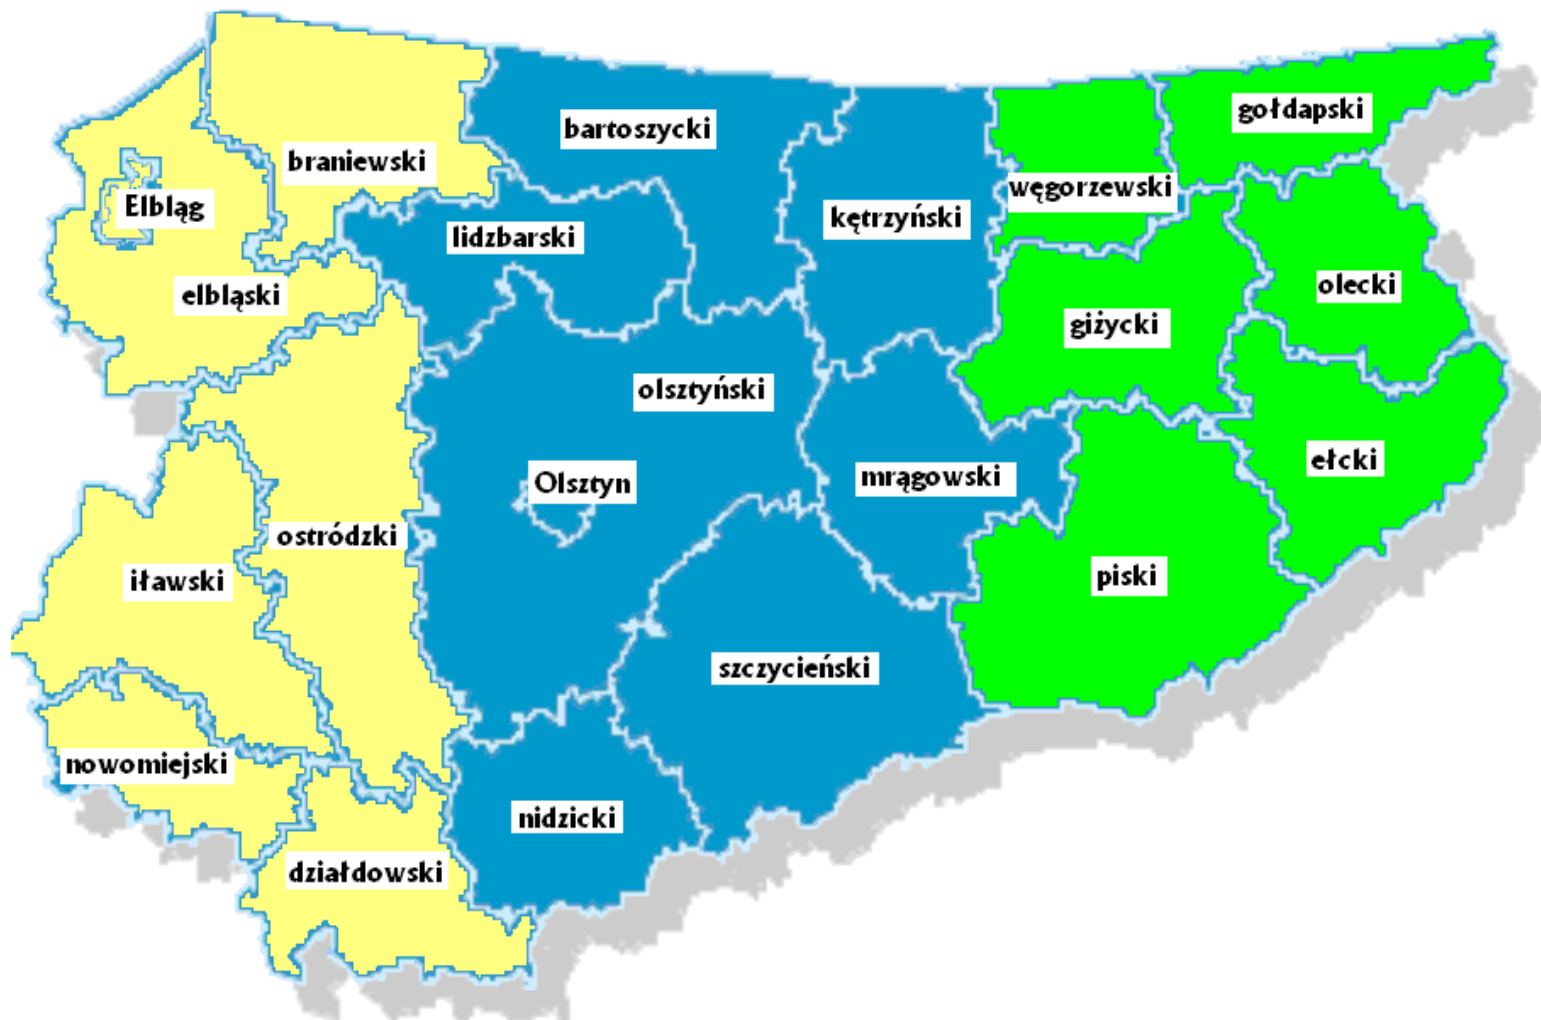 gołdapski
bartoszycki
braniewski
węgorzewski
Elbląg
kętrzyński
lidzbarski
olecki
elbląski
giżycki
olsztyński
ełcki
mrągowski
Olsztyn
ostródzki
piski
iławski
szczycieński
nowomiejski
nidzicki
działdowski